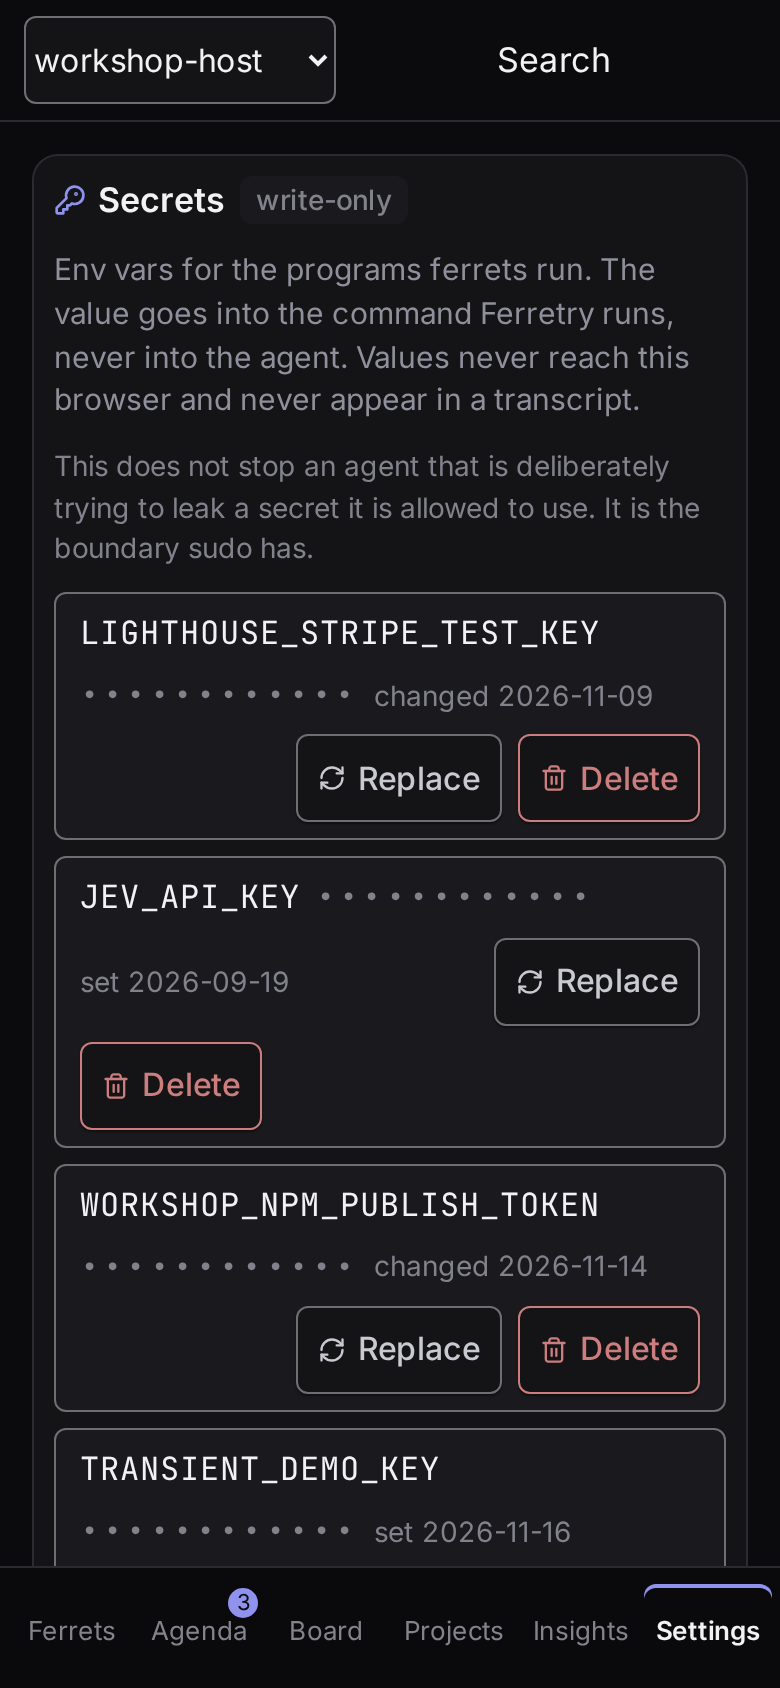 workshop-host
Search
Secrets write-only
Env vars for the programs ferrets run. The
value goes into the command Ferretry runs,
never into the agent. Values never reach this
browser and never appear in a transcript.
This does not stop an agent that is deliberately
trying to leak a secret it is allowed to use. It is the
boundary sudo has.
LIGHTHOUSE_STRIPE_TEST_KEY
•••••••••••• changed 2026-11-09
Replace Delete
JEV_API_KEY ••••••••••••
set 2026-09-19 Replace
Delete
WORKSHOP_NPM_PUBLISH_TOKEN
•••••••••••• changed 2026-11-14
Replace Delete
TRANSIENT_DEMO_KEY
•••••••••••• set 2026-11-16
3
Ferrets Agenda Board Projects Insights Settings